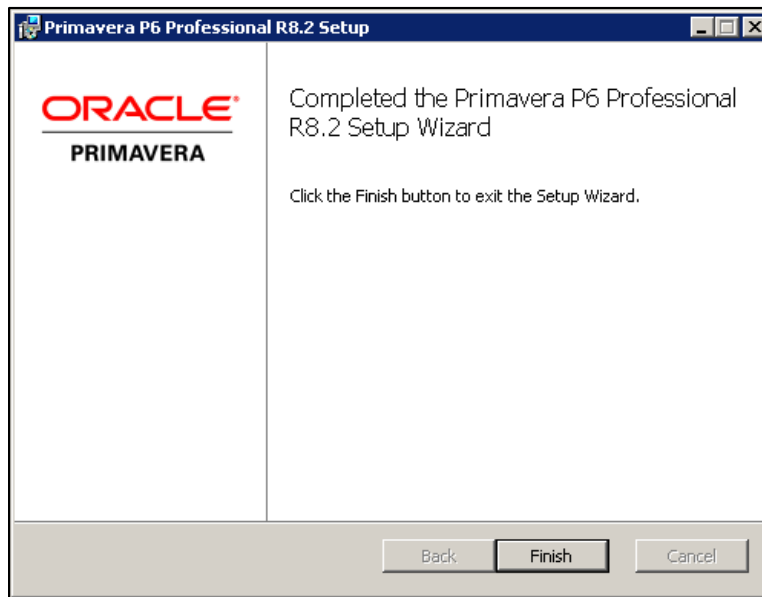 Primavera P6 Professional R8.2 Setup
ORACLE®
PRIMAVERA
Completed the Primavera P6 Professional
R8.2 Setup Wizard
Click the Finish button to exit the Setup Wizard.
Back Finish Cancel